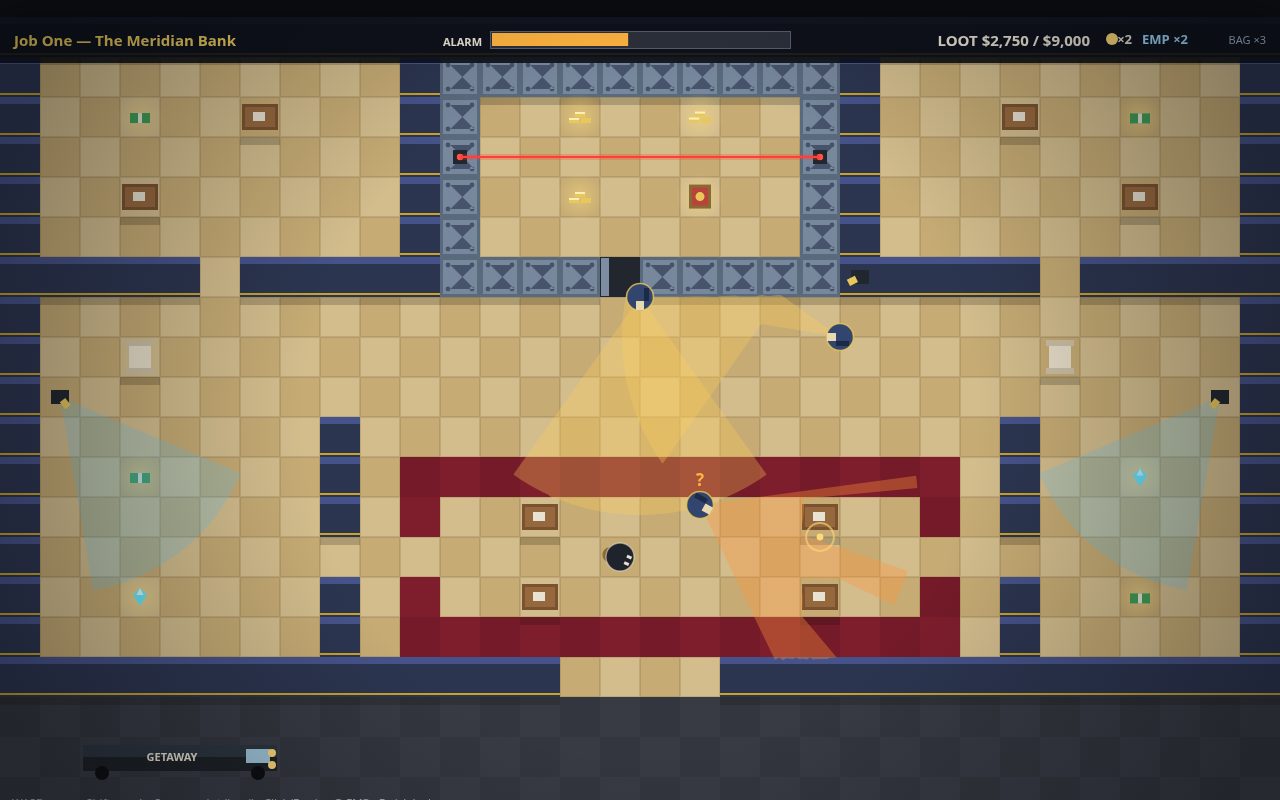 Job One — The Meridian Bank
ALARM
LOOT $2,750 / $9,000
×2
EMP ×2
BAG ×3
?
GETAWAY